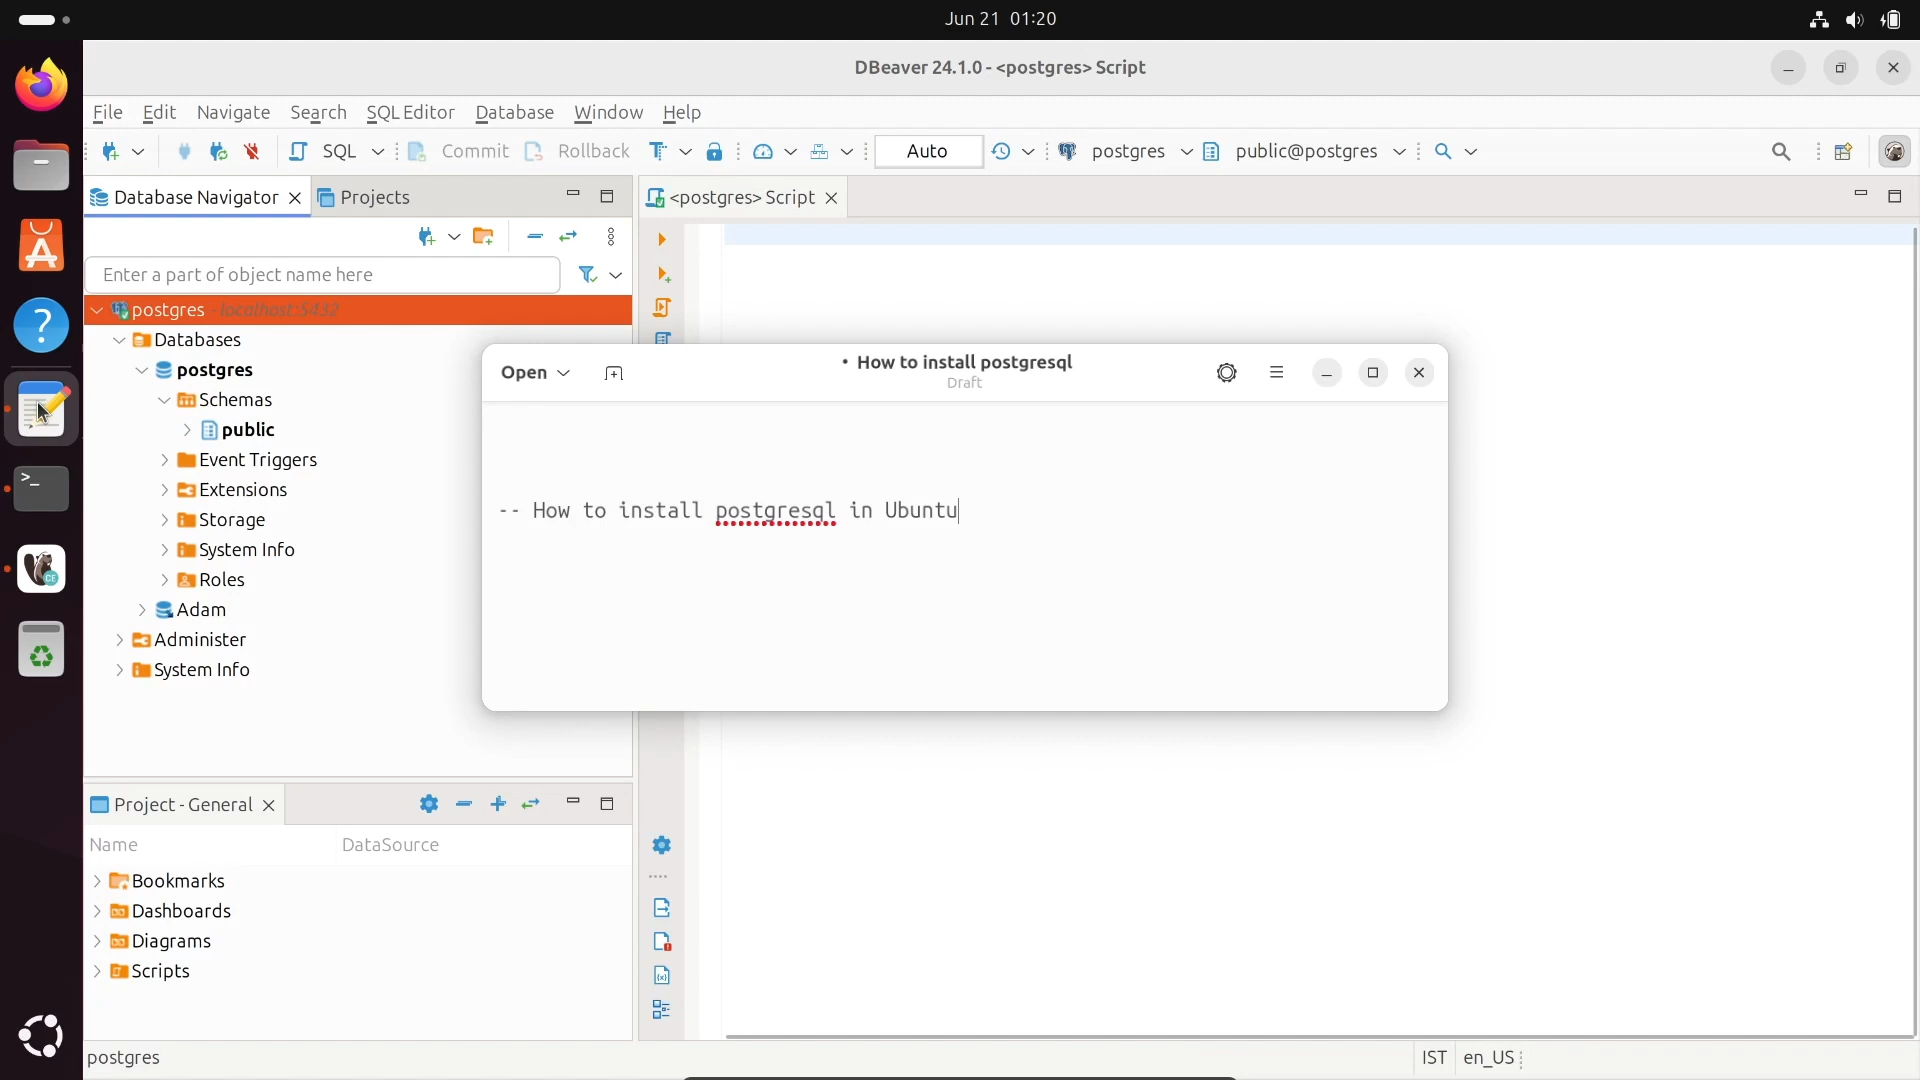 Jun 21 01:20
DBeaver 24.1.0 - <postgres> Script
File Edit Navigate Search SQL Editor Database Window Help
SQL Commit Rollback Auto postgres public@postgres
Database Navigator Projects
<postgres> Script
Enter a part of object name here
postgres - localhost:5432
Databases
postgres
Schemas
public
Event Triggers
Extensions
Storage
System Info
Roles
Adam
Administer
System Info
Open
• How to install postgresql
Draft
-- How to install postgresql in Ubuntu
Project - General
Name DataSource
Bookmarks
Dashboards
Diagrams
Scripts
postgres
IST en_US